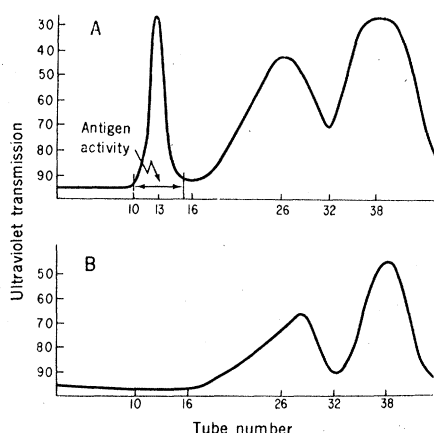 A
30
40
50
60
70
80
90
Antigen
activity
10 13 16 26 32 38
Ultraviolet transmission
B
50
60
70
80
90
10 16 26 32 38
Tube number